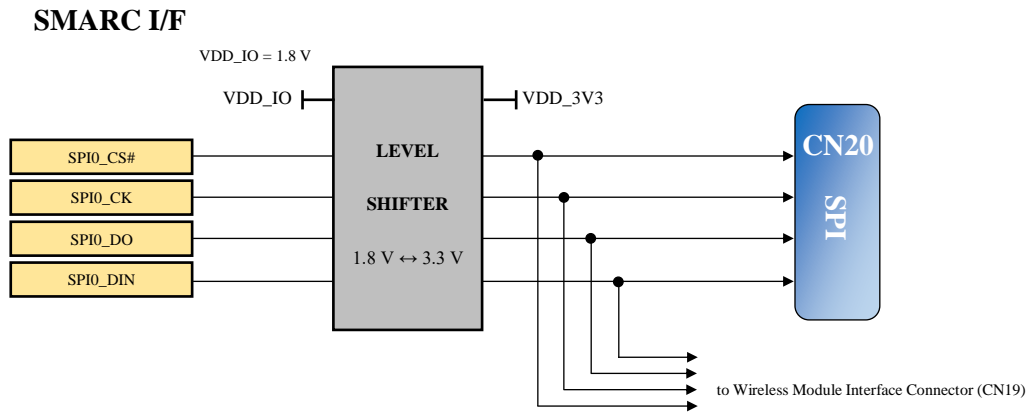 SMARC I/F
VDD_IO = 1.8 V
VDD_IO
VDD_3V3
SPI0_CS#
SPI0_CK
SPI0_DO
SPI0_DIN
LEVEL
SHIFTER
1.8 V ↔ 3.3 V
CN20
SPI
to Wireless Module Interface Connector (CN19)